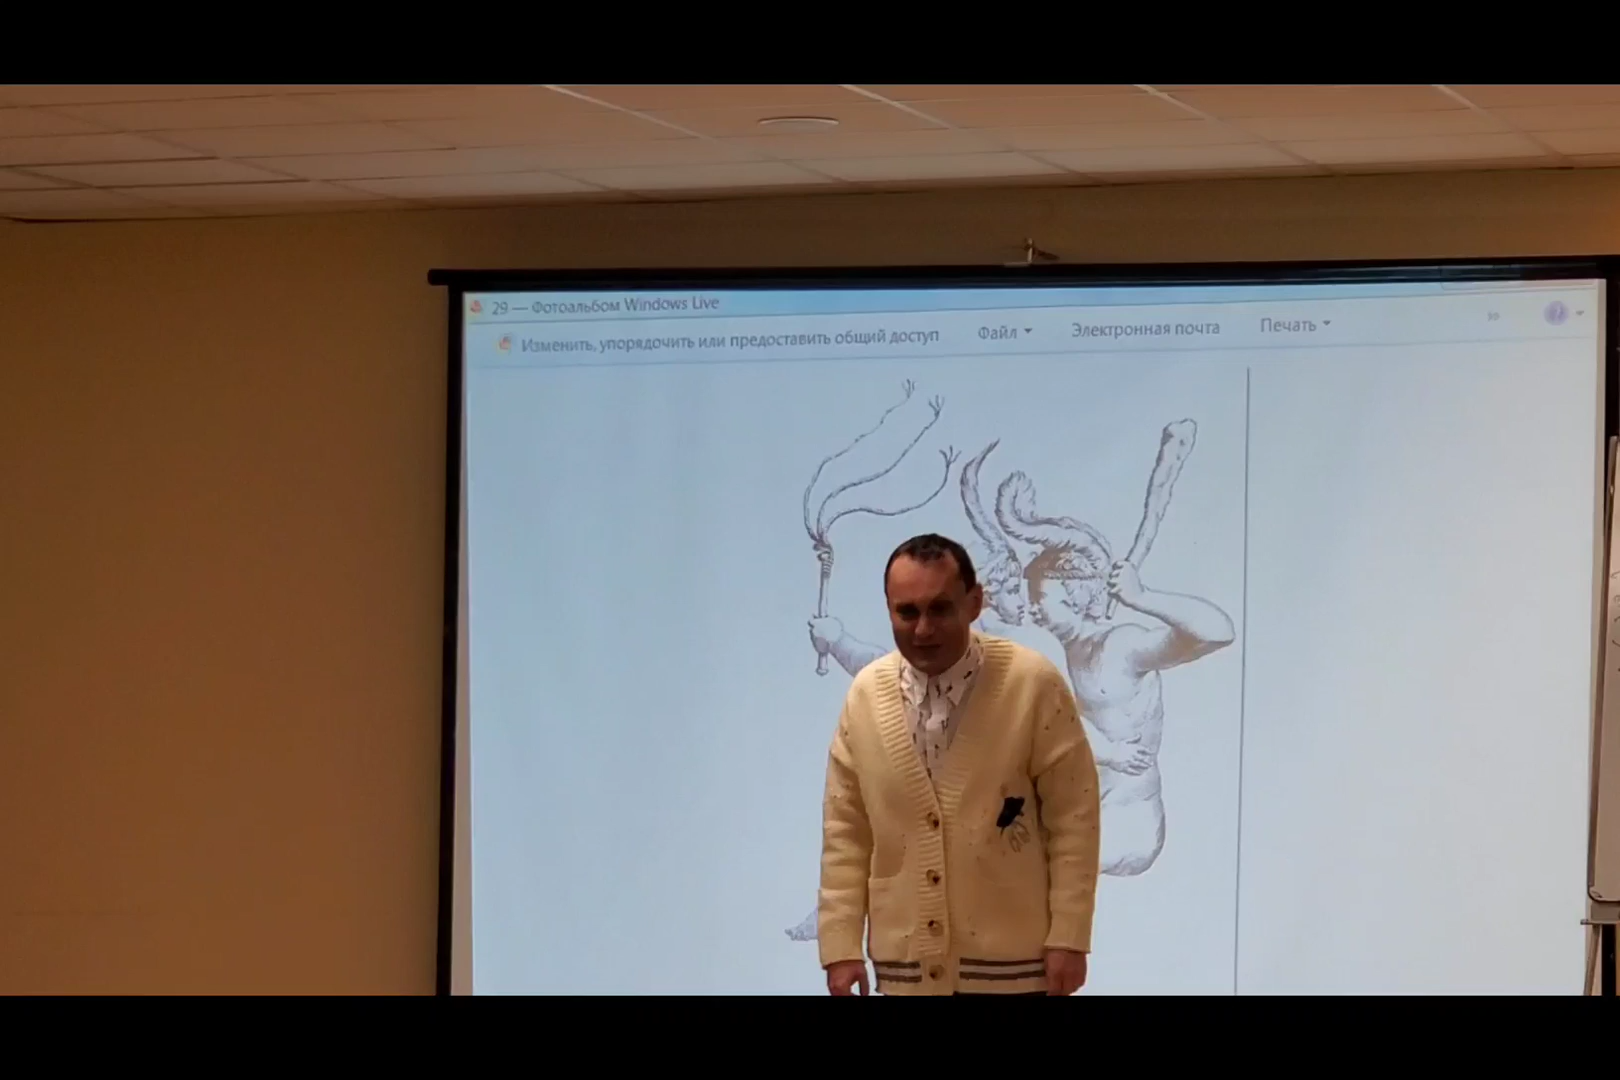 29 — Фотоальбом Windows Live
Изменить, упорядочить или предоставить общий доступ Файл Электронная почта Печать »